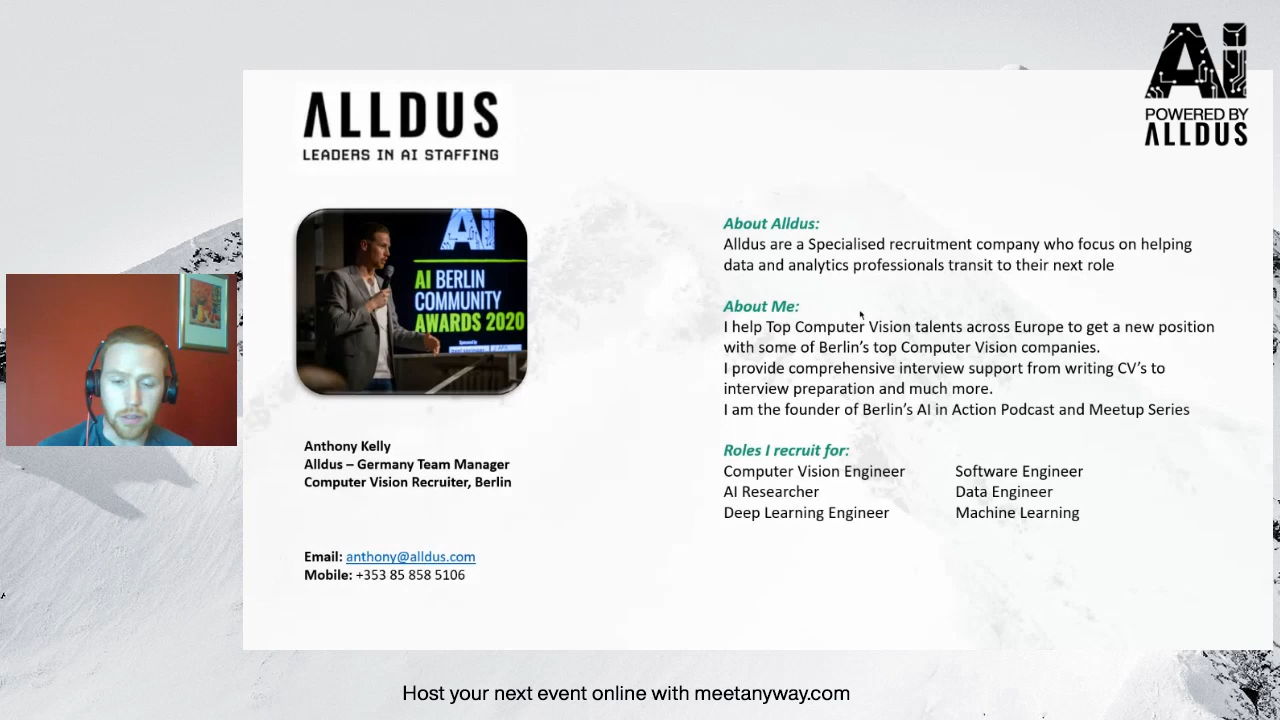 Ai
POWERED BY
ALLDUS
ALLDUS
LEADERS IN AI STAFFING
Ai
AI BERLIN
COMMUNITY
AWARDS 2020
Anthony Kelly
Alldus – Germany Team Manager
Computer Vision Recruiter, Berlin
Email: anthony@alldus.com
Mobile: +353 85 858 5106
About Alldus:
Alldus are a Specialised recruitment company who focus on helping
data and analytics professionals transit to their next role
About Me:
I help Top Computer Vision talents across Europe to get a new position
with some of Berlin’s top Computer Vision companies.
I provide comprehensive interview support from writing CV’s to
interview preparation and much more.
I am the founder of Berlin’s AI in Action Podcast and Meetup Series
Roles I recruit for:
Computer Vision Engineer Software Engineer
AI Researcher Data Engineer
Deep Learning Engineer Machine Learning
Host your next event online with meetanyway.com